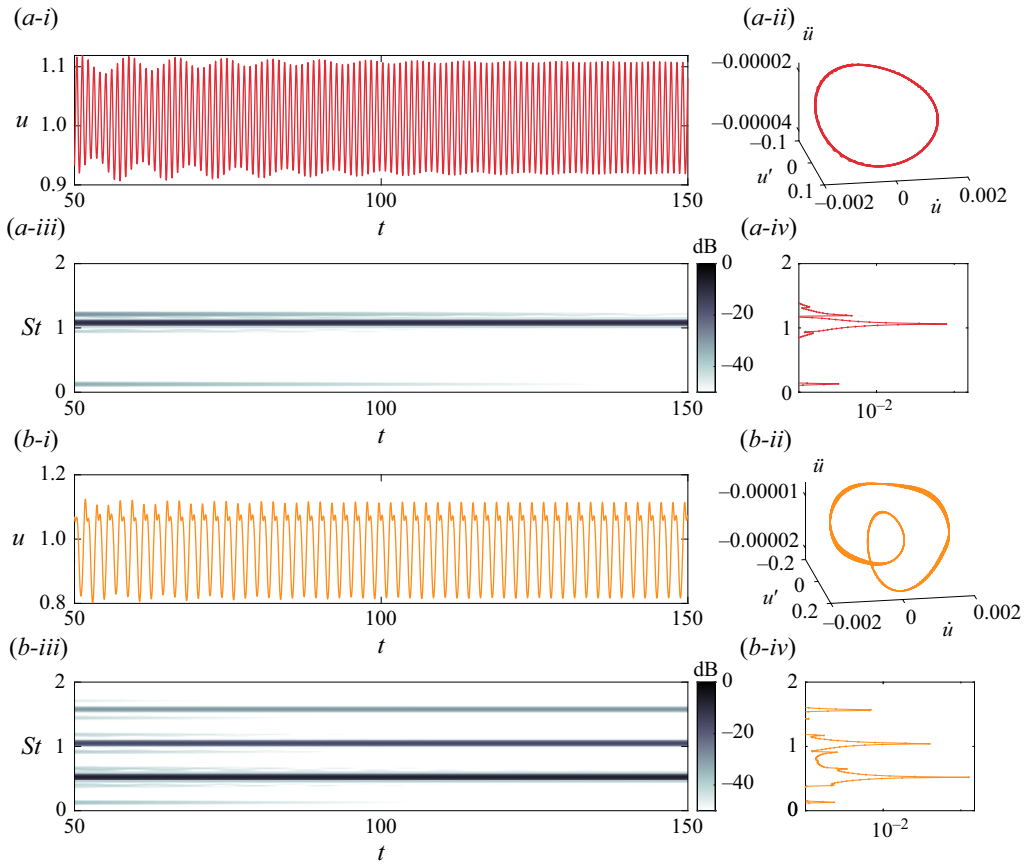 (a-i)
1.1
u
1.0
0.9
50
100
150
t
(a-ii)
ü
−0.00002
−0.00004
−0.1
u′
0
0.1
−0.002
0
0.002
u̇
(a-iii)
dB
2
0
St
1
−20
−40
0
50
100
150
t
(a-iv)
2
1
0
10⁻²
(b-i)
1.2
u
1.0
0.8
50
100
150
t
(b-ii)
ü
−0.00001
−0.00002
−0.2
u′
0
0.2
−0.002
0
0.002
u̇
(b-iii)
dB
2
0
St
1
−20
−40
0
50
100
150
t
(b-iv)
2
1
0
10⁻²